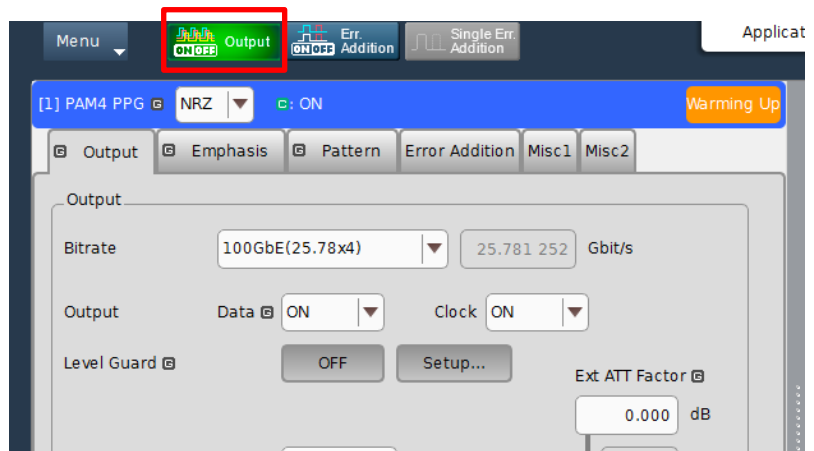 Menu
ON OFF Output
ON OFF Err. Addition
Single Err. Addition
Applicat
[1] PAM4 PPG G NRZ C: ON Warming Up
G Output G Emphasis G Pattern Error Addition Misc1 Misc2
Output
Bitrate 100GbE(25.78x4) 25.781 252 Gbit/s
Output Data G ON Clock ON
Level Guard G OFF Setup...
Ext ATT Factor G
0.000 dB